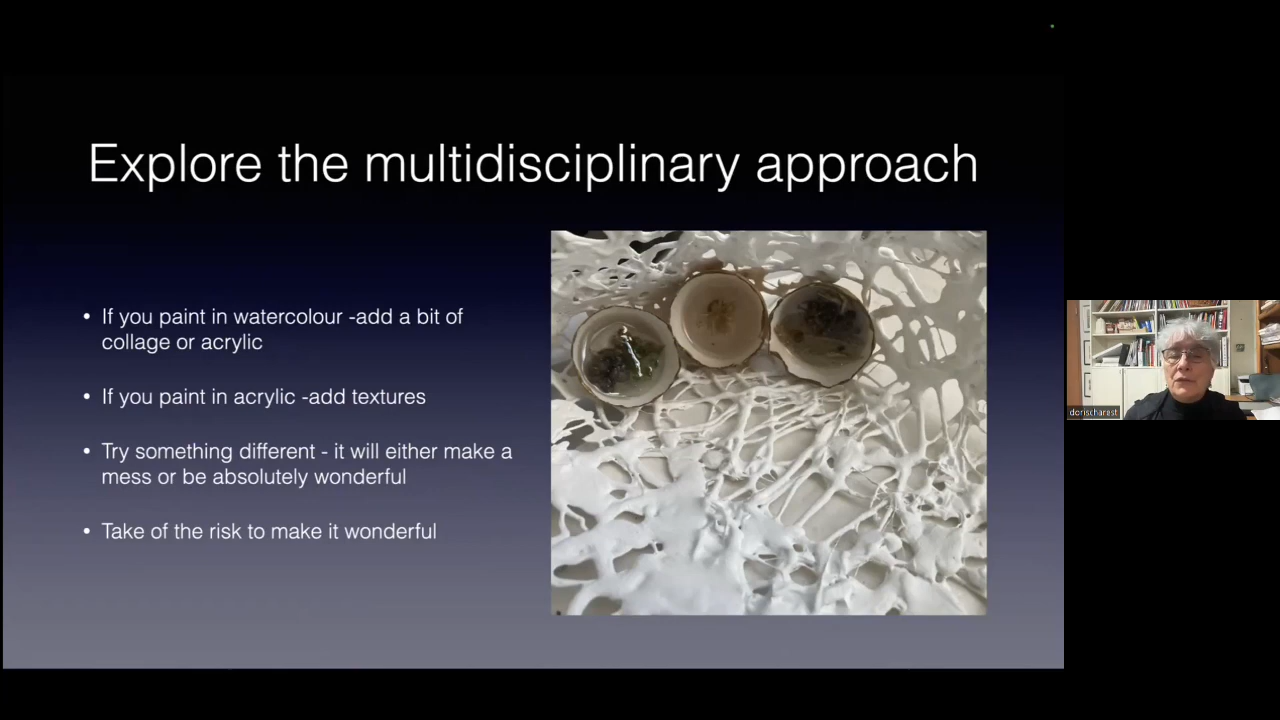 Explore the multidisciplinary approach
• If you paint in watercolour -add a bit of
collage or acrylic
• If you paint in acrylic -add textures
• Try something different - it will either make a
mess or be absolutely wonderful
• Take of the risk to make it wonderful
dorischarest